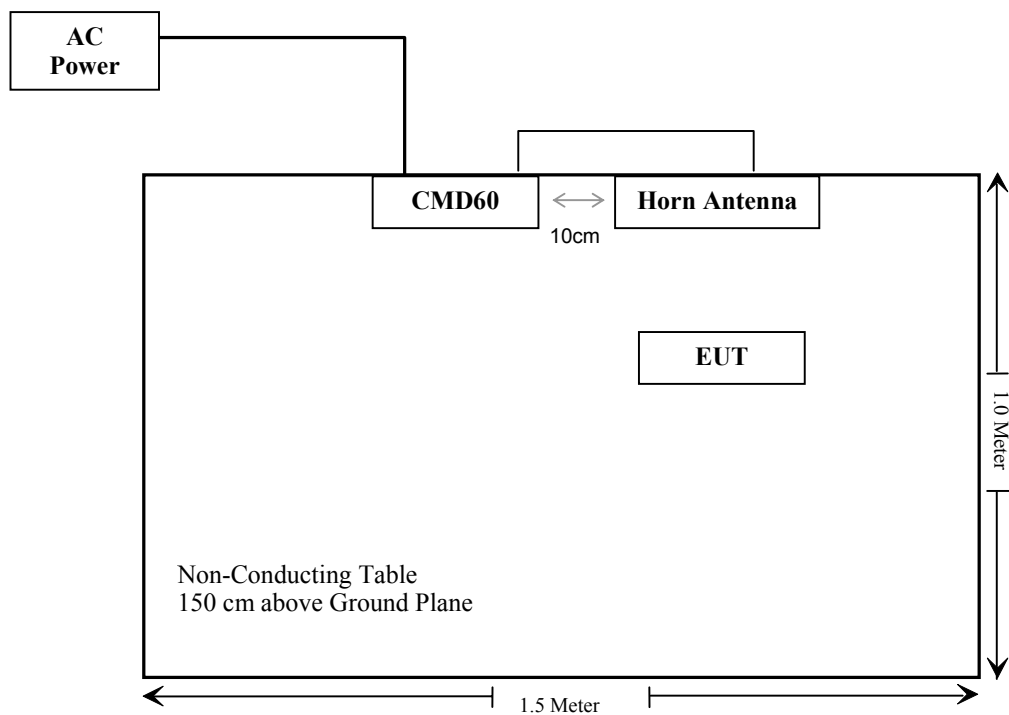 AC
Power
CMD60
Horn Antenna
10cm
EUT
1.0 Meter
Non-Conducting Table
150 cm above Ground Plane
1.5 Meter